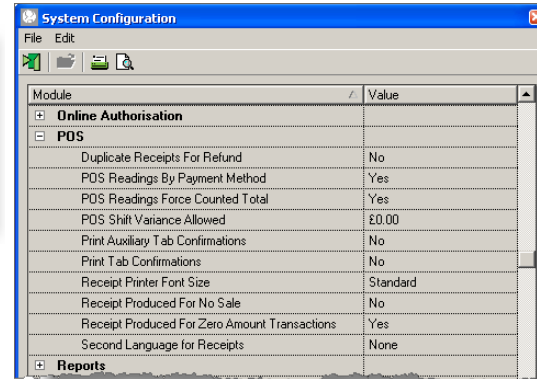 System Configuration
File Edit
Module Value
Online Authorisation
POS
Duplicate Receipts For Refund No
POS Readings By Payment Method Yes
POS Readings Force Counted Total Yes
POS Shift Variance Allowed £0.00
Print Auxiliary Tab Confirmations No
Print Tab Confirmations No
Receipt Printer Font Size Standard
Receipt Produced For No Sale No
Receipt Produced For Zero Amount Transactions Yes
Second Language for Receipts None
Reports